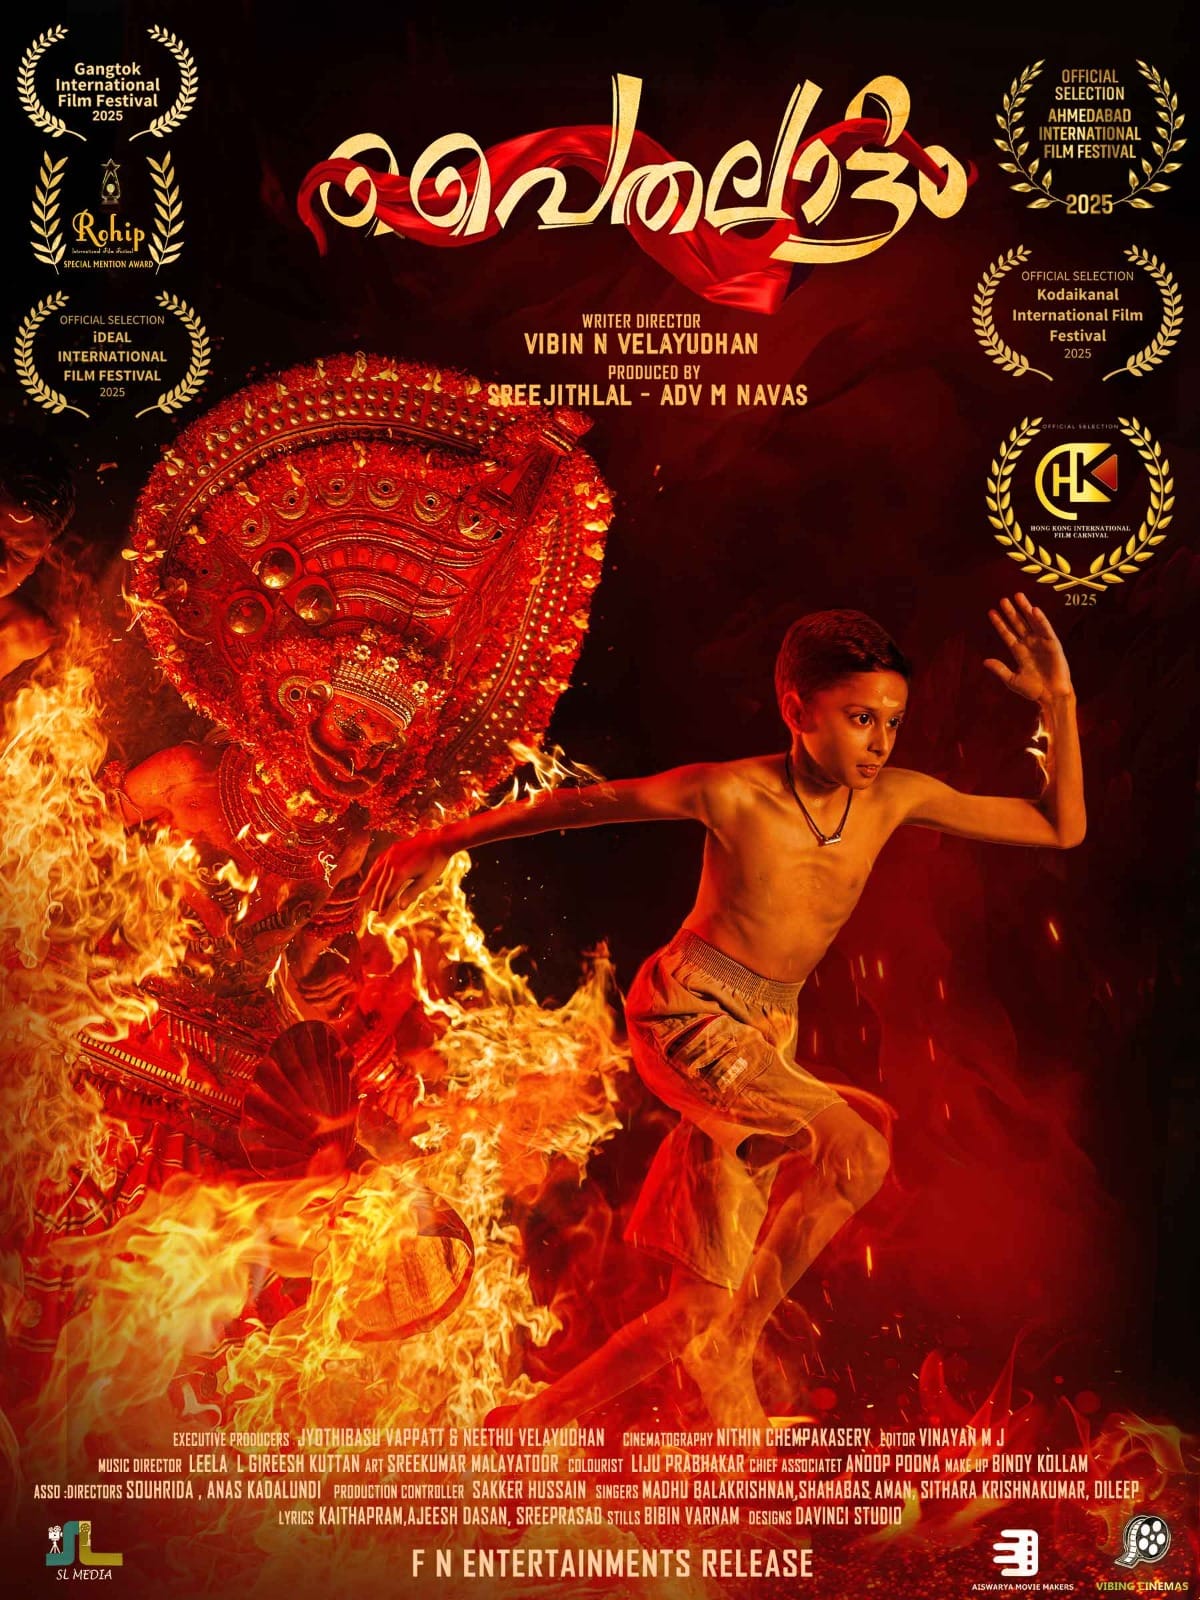 Gangtok
International
Film Festival
2025
Rohip
International Film Festival
SPECIAL MENTION AWARD
OFFICIAL SELECTION
iDEAL
INTERNATIONAL
FILM FESTIVAL
2025
പൈതലാട്ടം
OFFICIAL
SELECTION
AHMEDABAD
INTERNATIONAL
FILM FESTIVAL
2025
OFFICIAL SELECTION
Kodaikanal
International Film
Festival
2025
OFFICIAL SELECTION
HK
HONG KONG INTERNATIONAL
FILM CARNIVAL
2025
WRITER DIRECTOR
VIBIN N VELAYUDHAN
PRODUCED BY
SREEJITHLAL - ADV M NAVAS
EXECUTIVE PRODUCERS JYOTHIBASU VAPPATT & NEETHU VELAYUDHAN CINEMATOGRAPHY NITHIN CHEMPAKASERY EDITOR VINAYAN M J
MUSIC DIRECTOR LEELA L GIREESH KUTTAN ART SREEKUMAR MALAYATOOR COLOURIST LIJU PRABHAKAR CHIEF ASSOCIATET ANOOP POONA MAKE UP BINOY KOLLAM
ASSO :DIRECTORS SOUHRIDA , ANAS KADALUNDI PRODUCTION CONTROLLER SAKKER HUSSAIN SINGERS MADHU BALAKRISHNAN,SHAHABAS AMAN, SITHARA KRISHNAKUMAR, DILEEP
LYRICS KAITHAPRAM,AJEESH DASAN, SREEPRASAD STILLS BIBIN VARNAM DESIGNS DAVINCI STUDIO
F N ENTERTAINMENTS RELEASE
SL MEDIA
AISWARYA MOVIE MAKERS
VIBING CINEMAS